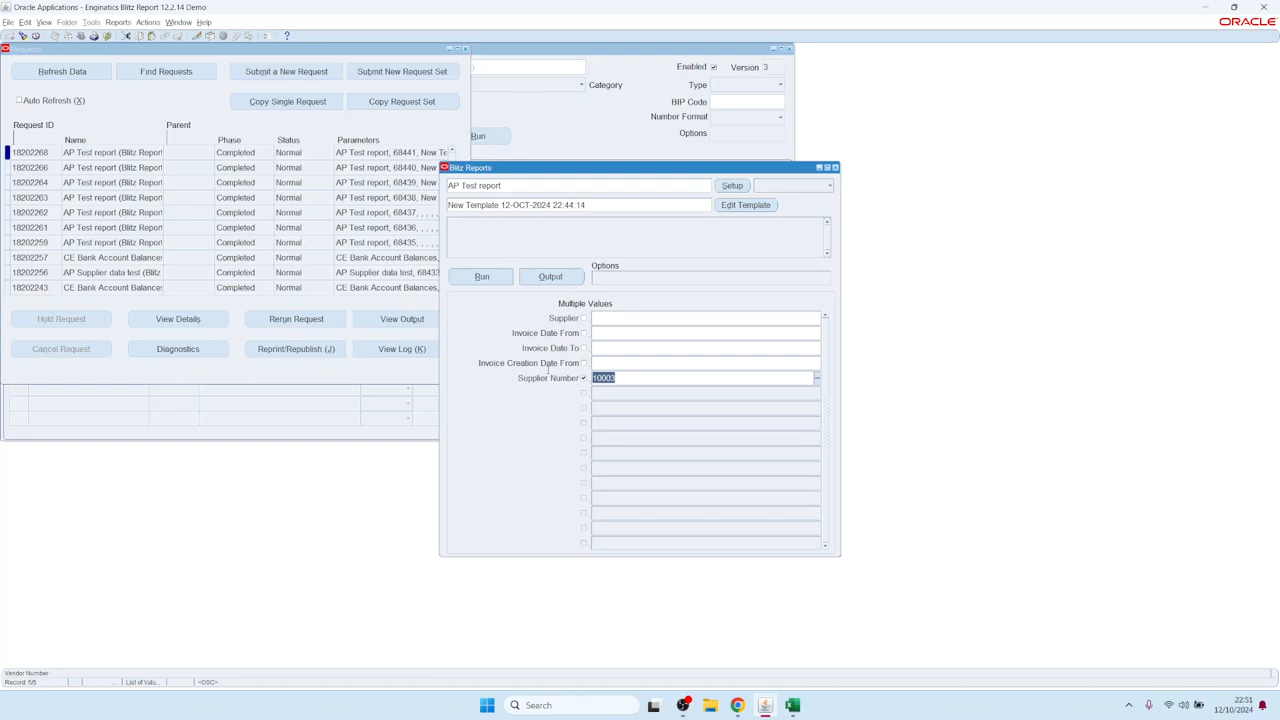 Oracle Applications - Enginatics Blitz Report 12.2.14 Demo
File Edit View Folder Tools Reports Actions Window Help
ORACLE
Requests
Refresh Data Find Requests Submit a New Request Submit New Request Set
Auto Refresh (X) Copy Single Request Copy Request Set
Request ID Parent
Name Phase Status Parameters
18202268 AP Test report (Blitz Report Completed Normal AP Test report, 68441, New Te
18202266 AP Test report (Blitz Report Completed Normal AP Test report, 68440, New
18202264 AP Test report (Blitz Report Completed Normal AP Test report, 68439, New
18202263 AP Test report (Blitz Report Completed Normal AP Test report, 68438, New
18202262 AP Test report (Blitz Report Completed Normal AP Test report, 68437, , , ,
18202261 AP Test report (Blitz Report Completed Normal AP Test report, 68436, , , ,
18202259 AP Test report (Blitz Report Completed Normal AP Test report, 68435, , , ,
18202257 CE Bank Account Balances Completed Normal CE Bank Account Balances,
18202256 AP Supplier data test (Blitz Completed Normal AP Supplier data test, 68433
18202243 CE Bank Account Balances Completed Normal CE Bank Account Balances,
Hold Request View Details Rerun Request View Output
Cancel Request Diagnostics Reprint/Republish (J) View Log (K)
Enabled Version 3
Category Type
BIP Code
Number Format
Options
Run
Blitz Reports
AP Test report Setup
New Template 12-OCT-2024 22:44:14 Edit Template
Options
Run Output
Multiple Values
Supplier
Invoice Date From
Invoice Date To
Invoice Creation Date From
Supplier Number 10003
Vendor Number
Record: 5/5 ... List of Valu... <OSC>
Search
22:51
12/10/2024